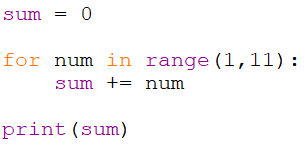 sum = 0
for num in range(1,11):
    sum += num
print(sum)